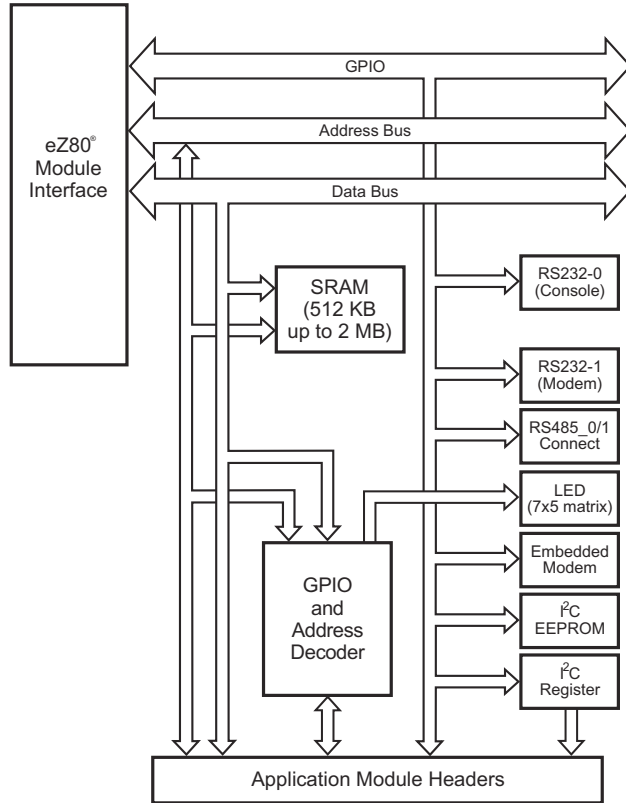 GPIO
eZ80®
Module
Interface
Address Bus
Data Bus
SRAM
(512 KB
up to 2 MB)
RS232-0
(Console)
RS232-1
(Modem)
RS485_0/1
Connect
LED
(7x5 matrix)
GPIO
and
Address
Decoder
Embedded
Modem
I²C
EEPROM
I²C
Register
Application Module Headers